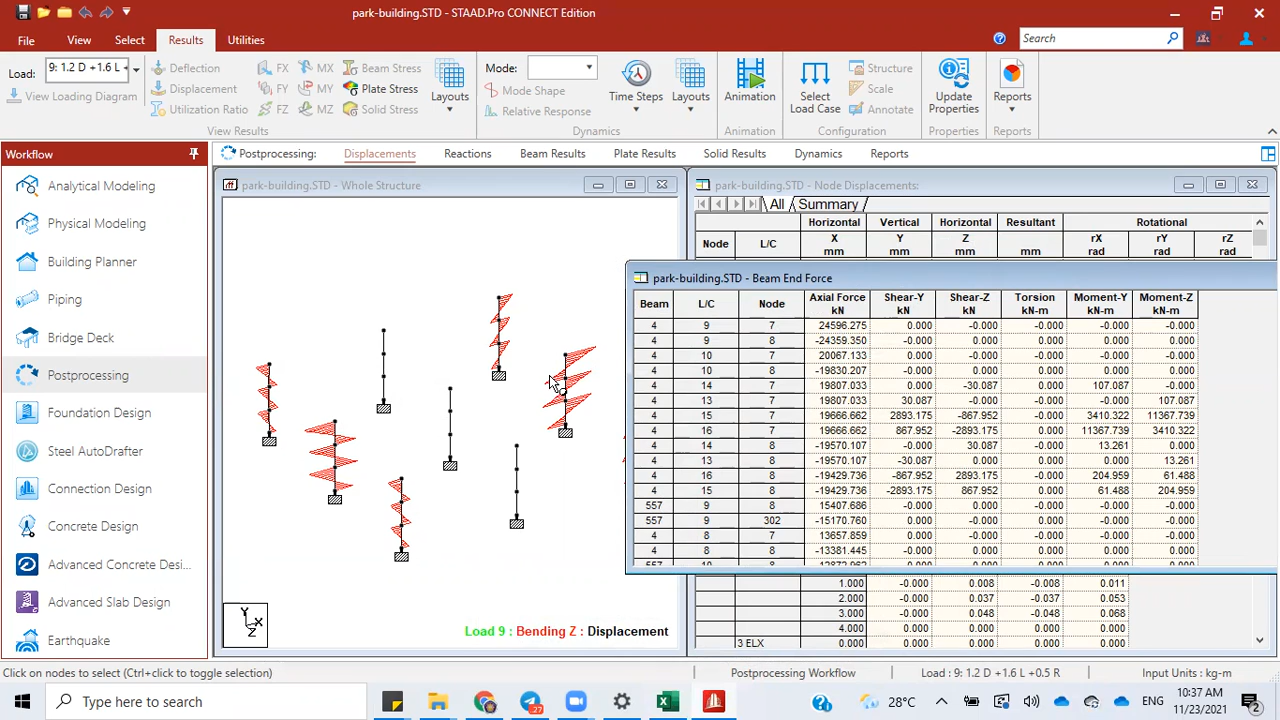 park-building.STD - STAAD.Pro CONNECT Edition
File View Select Results Utilities Search
Load: 9: 1.2 D +1.6 L + Deflection FX MX Beam Stress Mode: Structure
View Loading Diagram Displacement FY MY Plate Stress Mode Shape Scale
Utilization Ratio FZ MZ Solid Stress Relative Response Annotate
Layouts Time Steps Layouts Animation Select Load Case Update Properties Reports
View Results Dynamics Animation Configuration Properties Reports
Workflow
Postprocessing: Displacements Reactions Beam Results Plate Results Solid Results Dynamics Reports
Analytical Modeling
Physical Modeling
Building Planner
Piping
Bridge Deck
Postprocessing
Foundation Design
Steel AutoDrafter
Connection Design
Concrete Design
Advanced Concrete Desi...
Advanced Slab Design
Earthquake
park-building.STD - Whole Structure
Y
X
Z
Load 9 : Bending Z : Displacement
park-building.STD - Node Displacements:
All Summary
Horizontal Vertical Horizontal Resultant Rotational
Node L/C X mm Y mm Z mm mm rX rad rY rad rZ rad
park-building.STD - Beam End Force
Beam L/C Node Axial Force kN Shear-Y kN Shear-Z kN Torsion kN-m Moment-Y kN-m Moment-Z kN-m
4 9 7 24596.275 0.000 -0.000 -0.000 -0.000 -0.000
4 9 8 -24359.350 -0.000 0.000 0.000 0.000 0.000
4 10 7 20067.133 -0.000 -0.000 -0.000 0.000 -0.000
4 10 8 -19830.207 0.000 0.000 0.000 0.000 0.000
4 14 7 19807.033 0.000 -30.087 -0.000 107.087 -0.000
4 13 7 19807.033 30.087 -0.000 -0.000 -0.000 107.087
4 15 7 19666.662 2893.175 -867.952 -0.000 3410.322 11367.739
4 16 7 19666.662 867.952 -2893.175 -0.000 11367.739 3410.322
4 14 8 -19570.107 -0.000 30.087 -0.000 13.261 0.000
4 13 8 -19570.107 -30.087 0.000 0.000 0.000 13.261
4 16 8 -19429.736 -867.952 2893.175 -0.000 204.959 61.488
4 15 8 -19429.736 -2893.175 867.952 0.000 61.488 204.959
557 9 8 15407.686 -0.000 -0.000 -0.000 0.000 -0.000
557 9 302 -15170.760 -0.000 0.000 0.000 0.000 -0.000
4 8 7 13657.859 0.000 -0.000 -0.000 -0.000 -0.000
4 8 8 -13381.445 -0.000 0.000 0.000 0.000 0.000
1.000 -0.000 0.008 -0.008 0.011
2.000 -0.000 0.037 -0.037 0.053
3.000 -0.000 0.048 -0.048 0.068
4.000 0.000 0.000 0.000 0.000
3 ELX 0.000 0.000 0.000 0.000 0.000
Click on nodes to select (Ctrl+click to toggle selection) Postprocessing Workflow Load : 9: 1.2 D +1.6 L +0.5 R Input Units : kg-m
Type here to search 27 28°C ENG 10:37 AM
11/23/2021 2